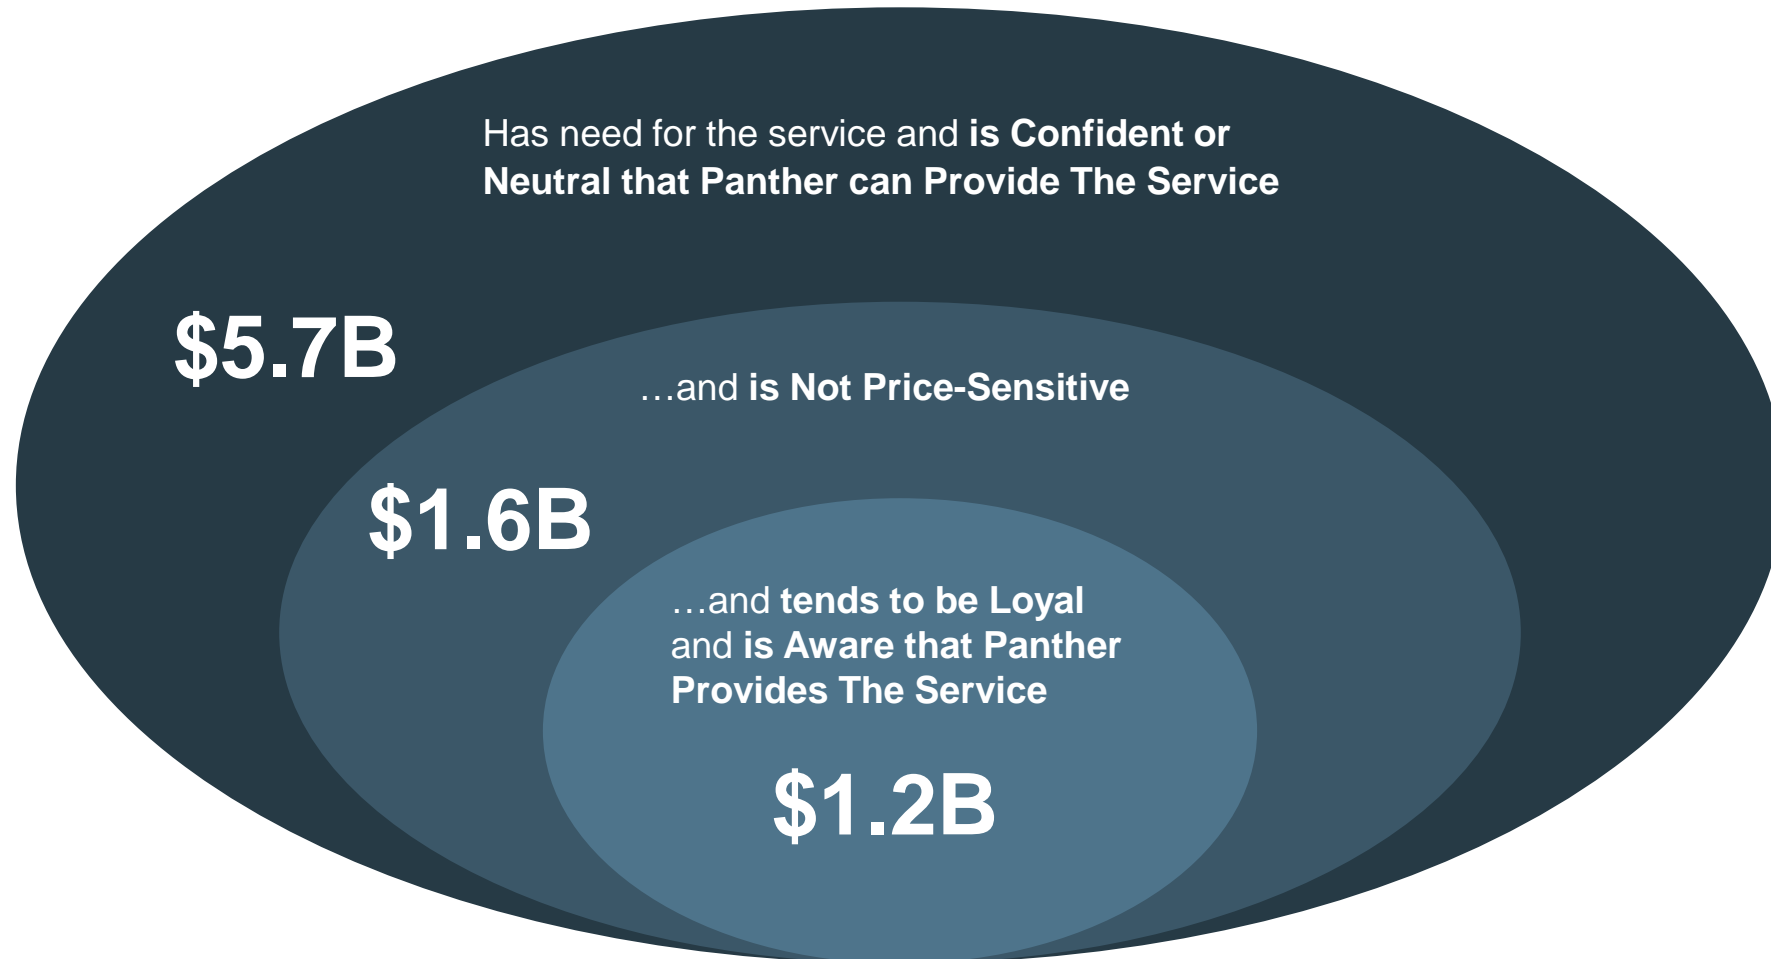 Has need for the service and is Confident or
Neutral that Panther can Provide The Service
$5.7B
…and is Not Price-Sensitive
$1.6B
…and tends to be Loyal
and is Aware that Panther
Provides The Service
$1.2B